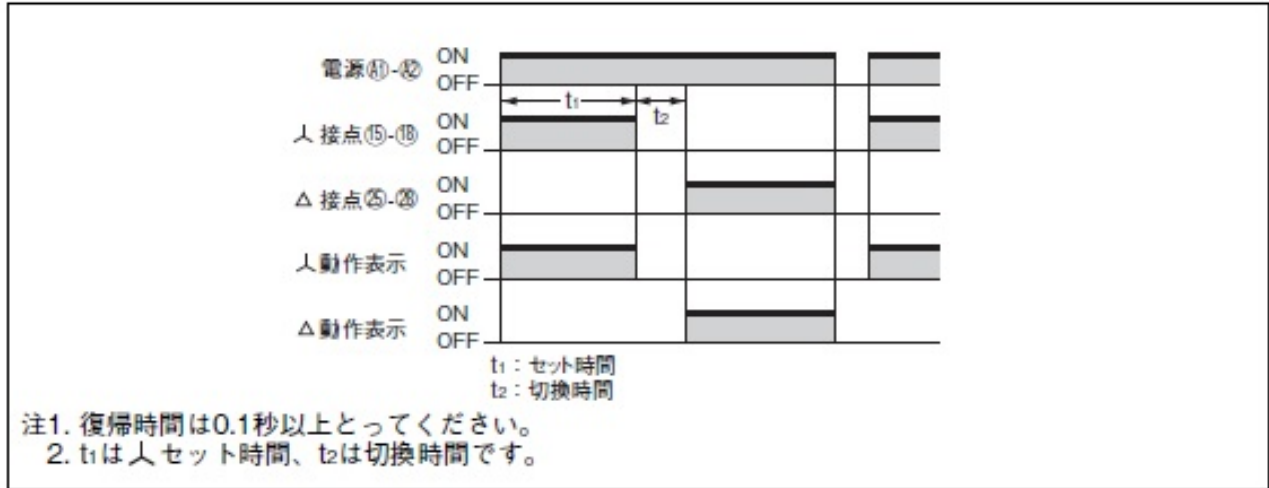 電源Ⓐ1-Ⓐ2 ON
OFF
t₁
t₂
人接点⑮-⑱ ON
OFF
△ 接点㉕-㉘ ON
OFF
人動作表示 ON
OFF
△動作表示 ON
OFF
t₁：セット時間
t₂：切換時間
注1. 復帰時間は0.1秒以上とってください。
2. t₁は人セット時間、t₂は切換時間です。